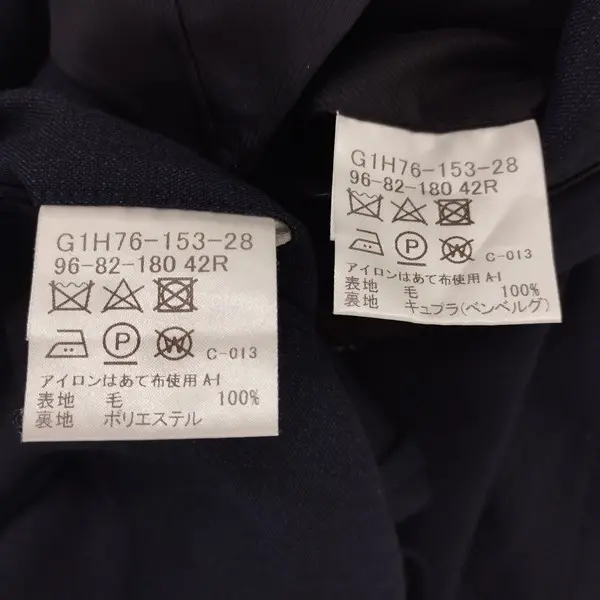 G1H76-153-28
96-82-180 42R
P W C-013
アイロンはあて布使用 A-I
表地 毛 100%
裏地 ポリエステル
G1H76-153-28
96-82-180 42R
P W C-013
アイロンはあて布使用 A-I
表地 毛 100%
裏地 キュプラ(ベンベルグ)